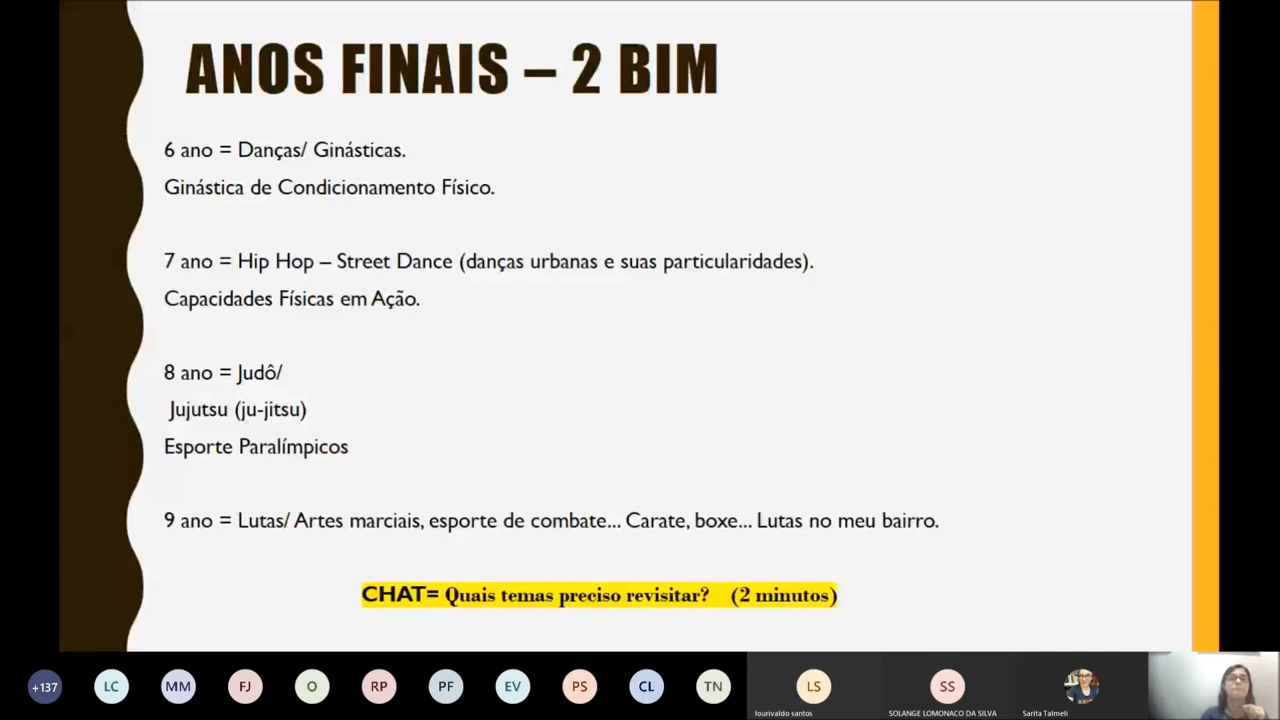 ANOS FINAIS – 2 BIM
6 ano = Danças/ Ginásticas.
Ginástica de Condicionamento Físico.
7 ano = Hip Hop – Street Dance (danças urbanas e suas particularidades).
Capacidades Físicas em Ação.
8 ano = Judô/
Jujutsu (ju-jitsu)
Esporte Paralímpicos
9 ano = Lutas/ Artes marciais, esporte de combate... Carate, boxe... Lutas no meu bairro.
CHAT= Quais temas preciso revisitar? (2 minutos)
+137 LC MM FJ O RP PF EV PS CL TN LS SS
lourivaldo santos SOLANGE LOMONACO DA SILVA Sarita Talmeli